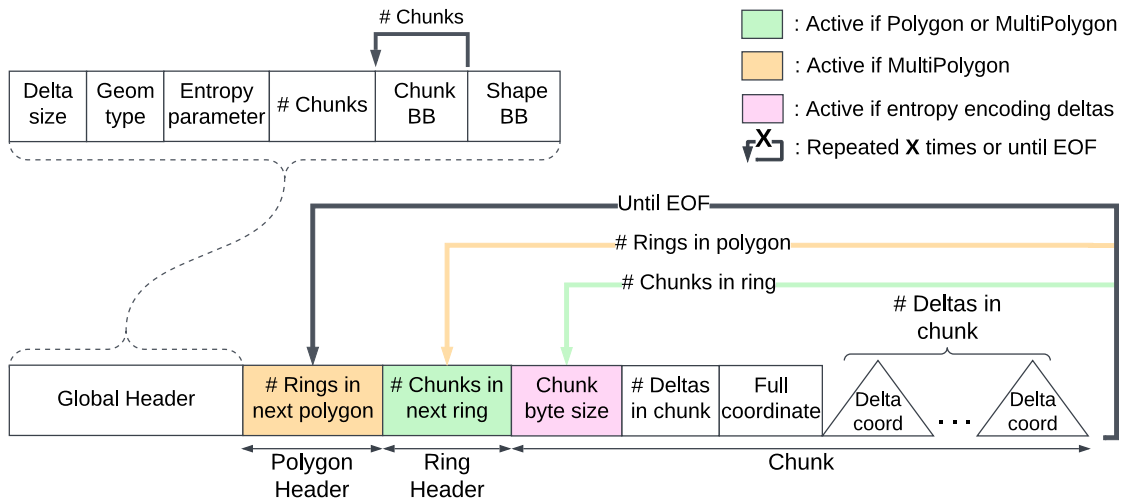 # Chunks
Delta
size
Geom
type
Entropy
parameter
# Chunks
Chunk
BB
Shape
BB
: Active if Polygon or MultiPolygon
: Active if MultiPolygon
: Active if entropy encoding deltas
X
: Repeated X times or until EOF
Until EOF
# Rings in polygon
# Chunks in ring
# Deltas in
chunk
Global Header
# Rings in
next polygon
# Chunks in
next ring
Chunk
byte size
# Deltas
in chunk
Full
coordinate
Delta
coord
...
Delta
coord
Polygon
Header
Ring
Header
Chunk